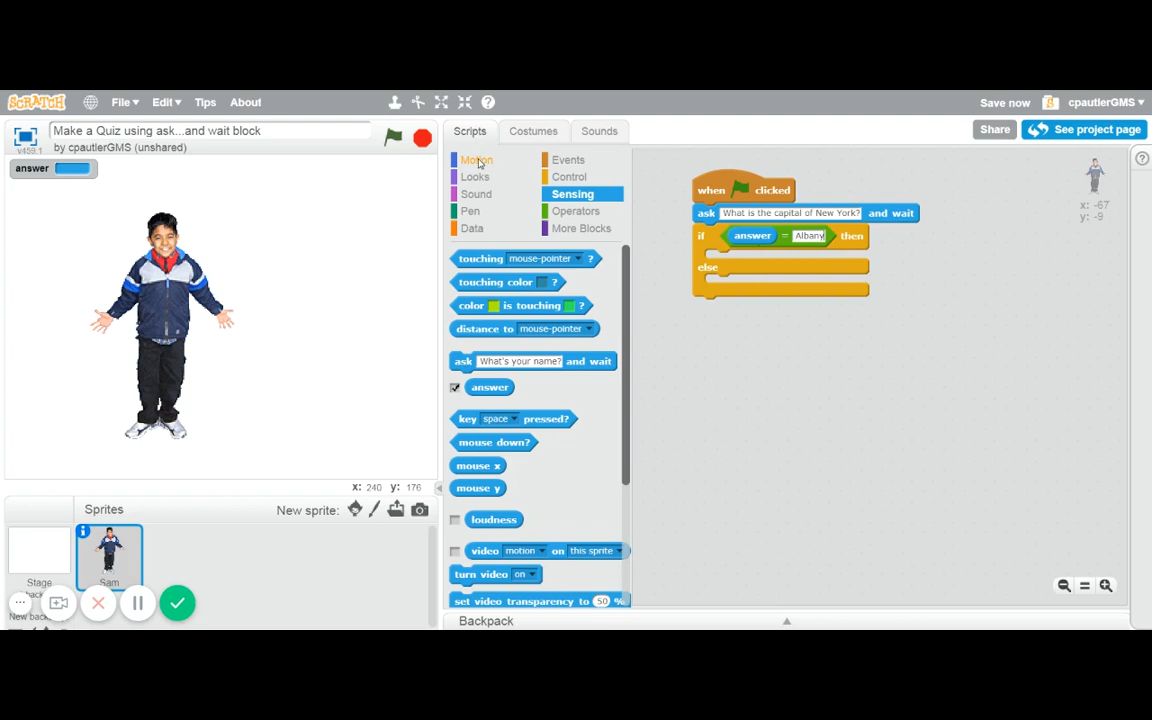 SCRATCH File▼ Edit▼ Tips About Save now cpautlerGMS ▼
Make a Quiz using ask...and wait block
by cpautlerGMS (unshared)
v459.1
Scripts Costumes Sounds
Share See project page
answer
Motion Events
Looks Control
Sound Sensing
Pen Operators
Data More Blocks
touching mouse-pointer ?
touching color ?
color is touching ?
distance to mouse-pointer
ask What's your name? and wait
answer
key space pressed?
mouse down?
mouse x
mouse y
loudness
video motion on this sprite
turn video on
set video transparency to 50 %
when clicked
ask What is the capital of New York? and wait
if answer = Albany then
else
x: -67
y: -9
x: 240 y: 176
Sprites New sprite:
Stage
Sam
Backpack